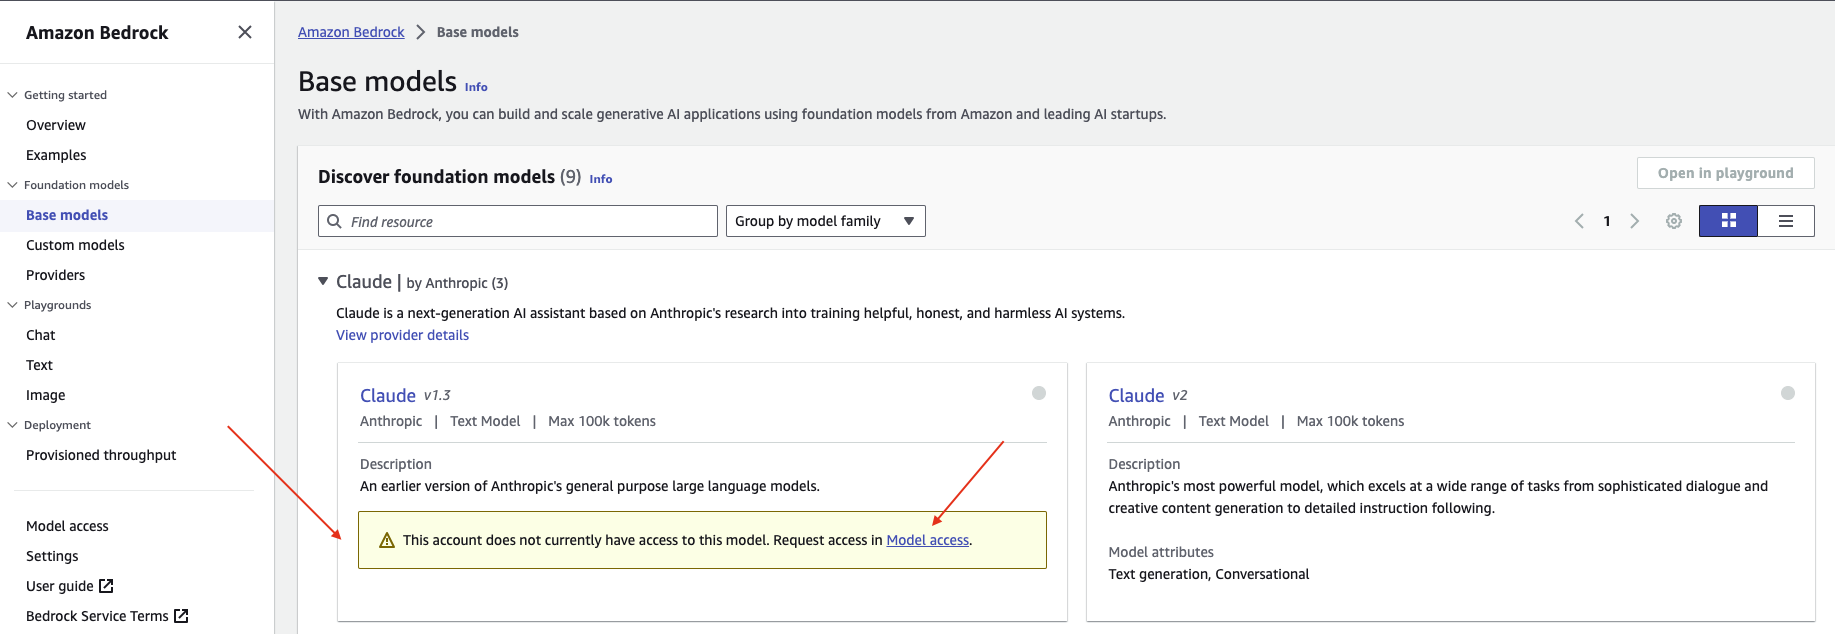 Amazon Bedrock
Getting started
Overview
Examples
Foundation models
Base models
Custom models
Providers
Playgrounds
Chat
Text
Image
Deployment
Provisioned throughput
Model access
Settings
User guide
Bedrock Service Terms
Amazon Bedrock > Base models
Base models Info
With Amazon Bedrock, you can build and scale generative AI applications using foundation models from Amazon and leading AI startups.
Discover foundation models (9) Info
Open in playground
Find resource
Group by model family
1
Claude | by Anthropic (3)
Claude is a next-generation AI assistant based on Anthropic's research into training helpful, honest, and harmless AI systems.
View provider details
Claude v1.3
Anthropic | Text Model | Max 100k tokens
Description
An earlier version of Anthropic's general purpose large language models.
This account does not currently have access to this model. Request access in Model access.
Claude v2
Anthropic | Text Model | Max 100k tokens
Description
Anthropic's most powerful model, which excels at a wide range of tasks from sophisticated dialogue and
creative content generation to detailed instruction following.
Model attributes
Text generation, Conversational